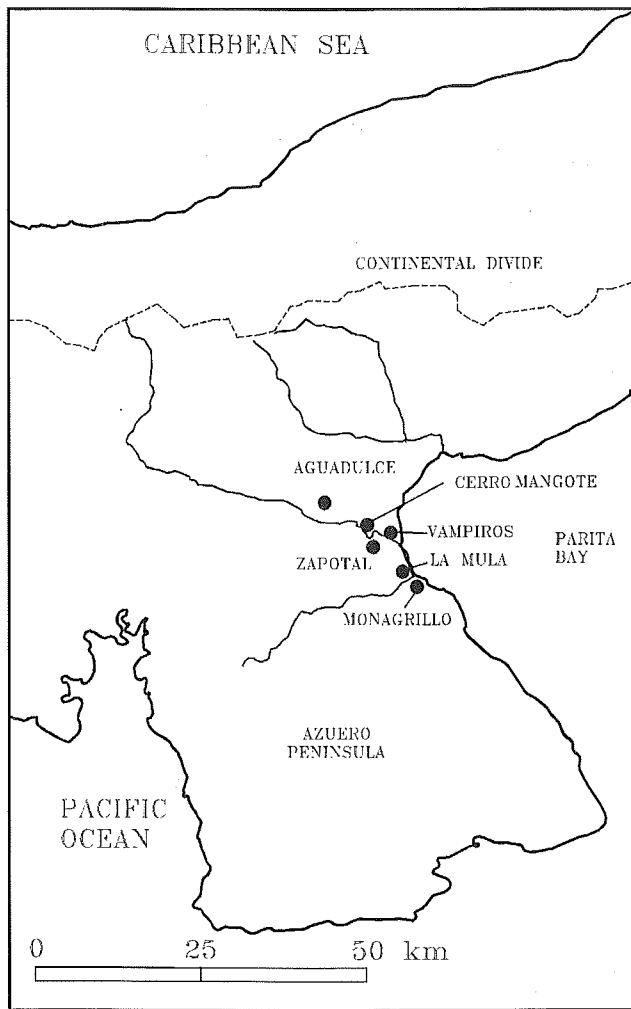 CARIBBEAN SEA
CONTINENTAL DIVIDE
AGUADULCE
CERRO MANGOTE
VAMPIROS
PARITA
BAY
ZAPOTAL
LA MULA
MONAGRILLO
AZUERO
PENINSULA
PACIFIC
OCEAN
0 25 50 km